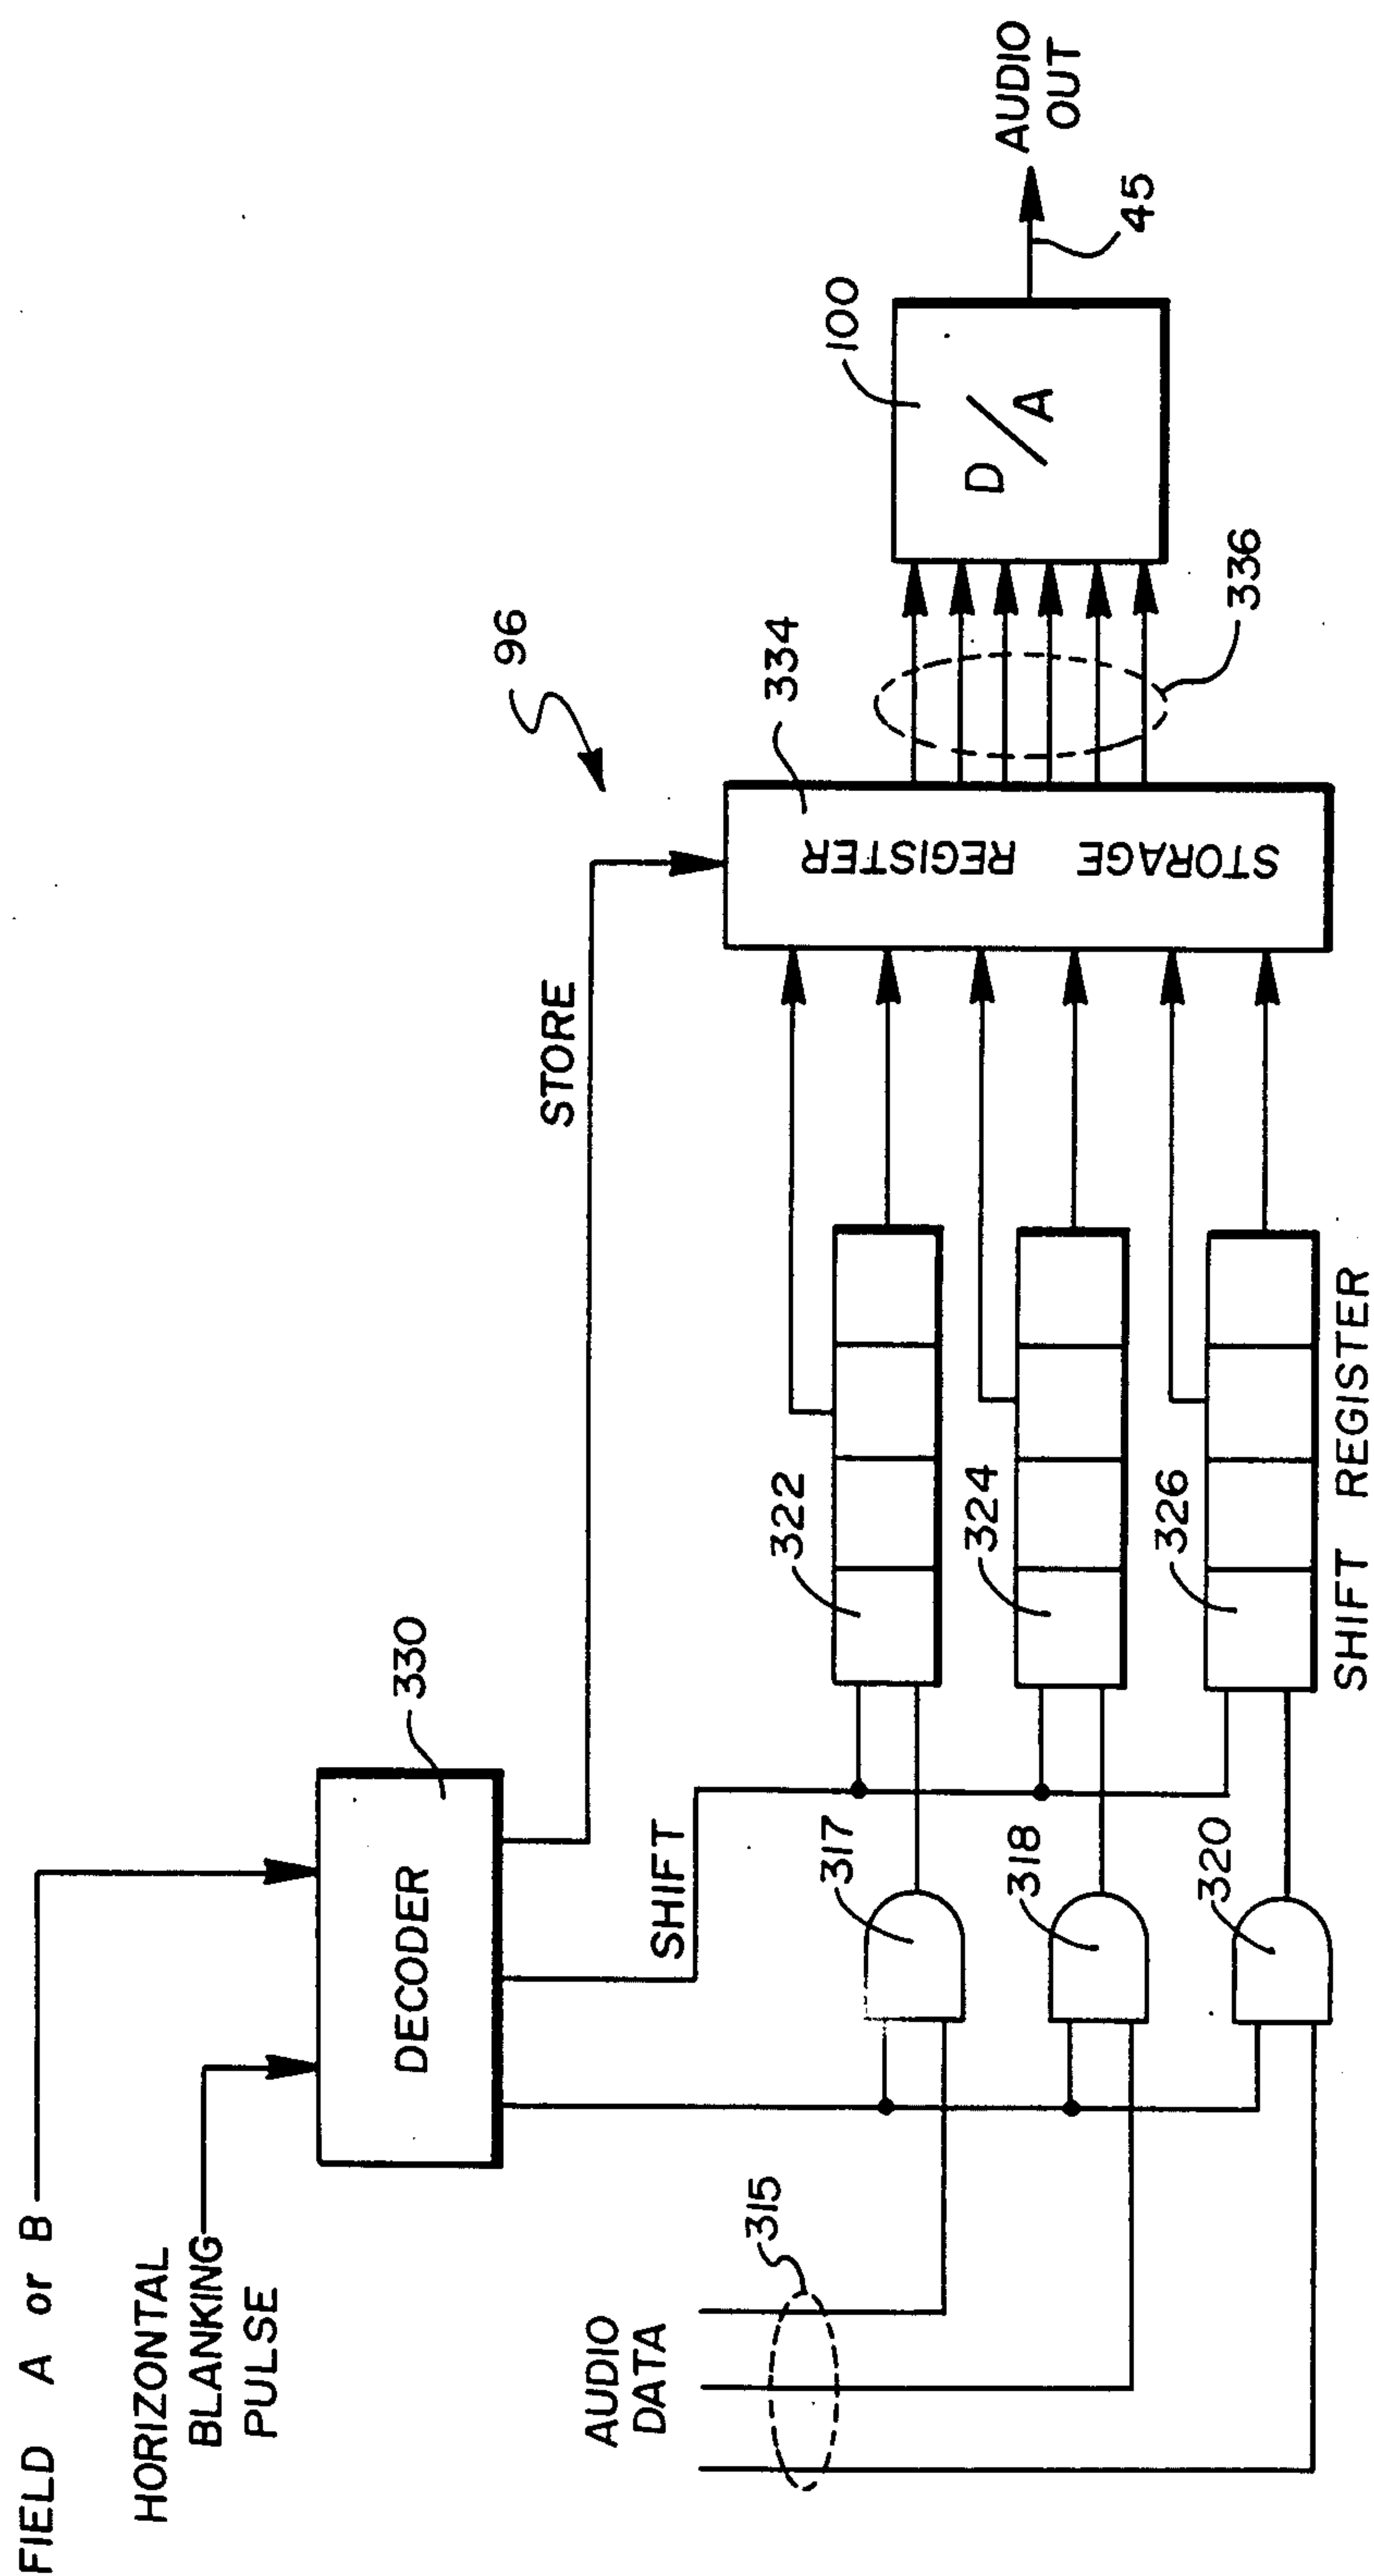 FIELD A or B
HORIZONTAL
BLANKING
PULSE
DECODER
330
STORE
SHIFT
96
AUDIO
DATA
315
317
318
320
322
324
326
SHIFT REGISTER
334
STORAGE REGISTER
336
100
D/A
45
AUDIO
OUT